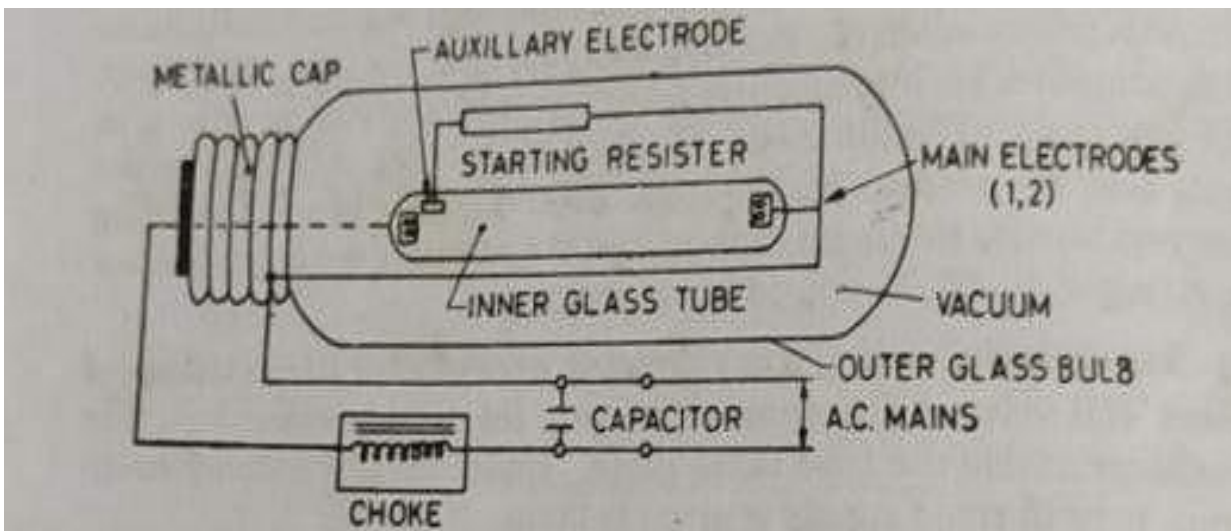 AUXILLARY ELECTRODE
METALLIC CAP
STARTING RESISTER
MAIN ELECTRODES
(1,2)
INNER GLASS TUBE
VACUUM
OUTER GLASS BULB
CAPACITOR
A.C. MAINS
CHOKE